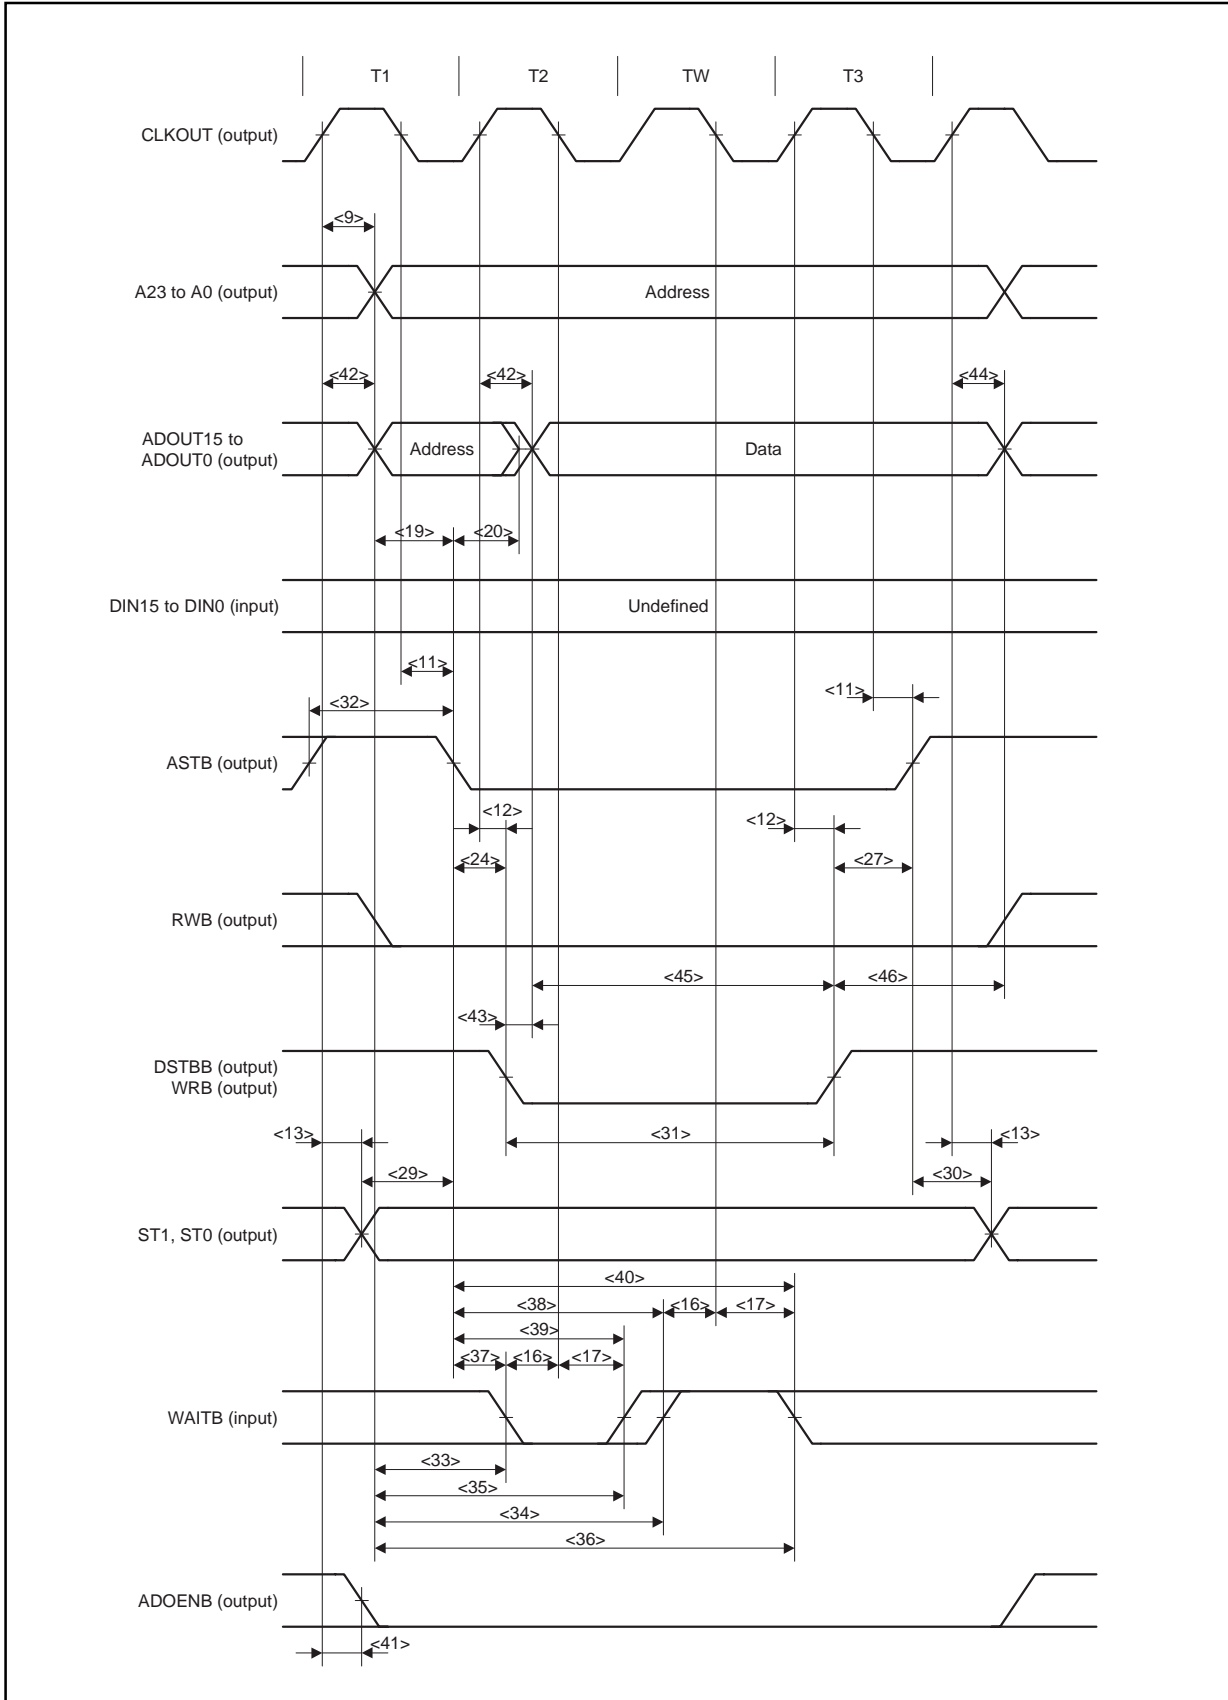 T1 T2 TW T3
CLKOUT (output)
<9>
A23 to A0 (output) Address
<42> <42> <44>
ADOUT15 to
ADOUT0 (output) Address Data
<19> <20>
DIN15 to DIN0 (input) Undefined
<11>
<11>
<32>
ASTB (output)
<12>
<12>
<24> <27>
RWB (output)
<45> <46>
<43>
DSTBB (output)
WRB (output)
<13> <31> <13>
<29> <30>
ST1, ST0 (output)
<40>
<38> <16> <17>
<39>
<37> <16> <17>
WAITB (input)
<33>
<35>
<34>
<36>
ADOENB (output)
<41>